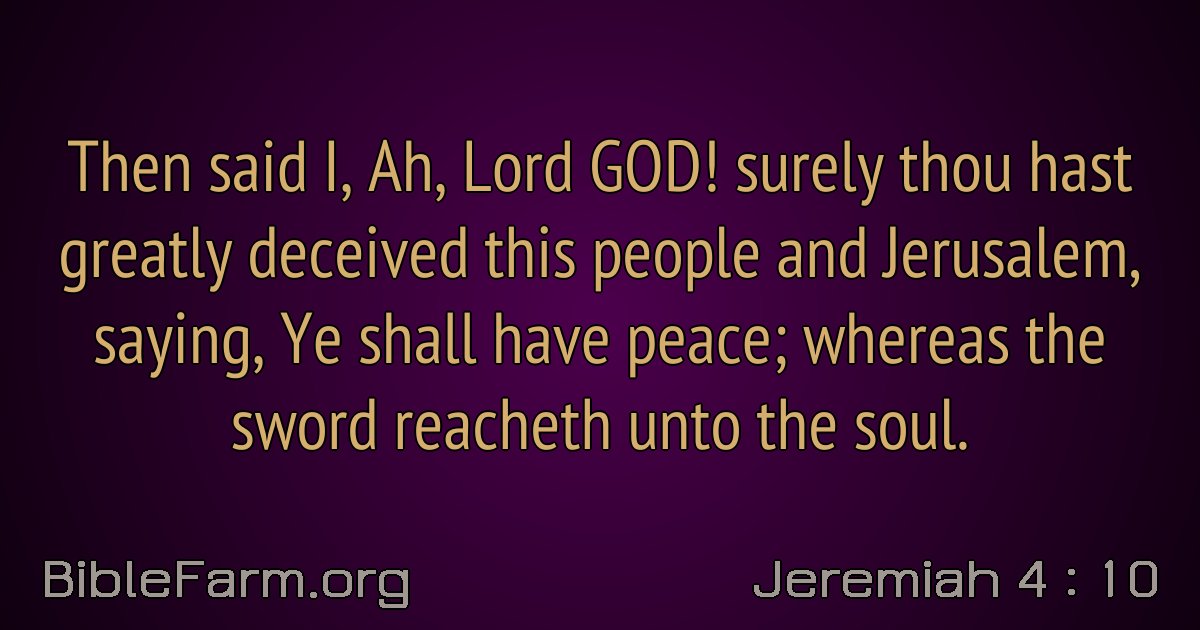 Then said I, Ah, Lord GOD! surely thou hast
greatly deceived this people and Jerusalem,
saying, Ye shall have peace; whereas the
sword reacheth unto the soul.
BibleFarm.org
Jeremiah 4 : 10